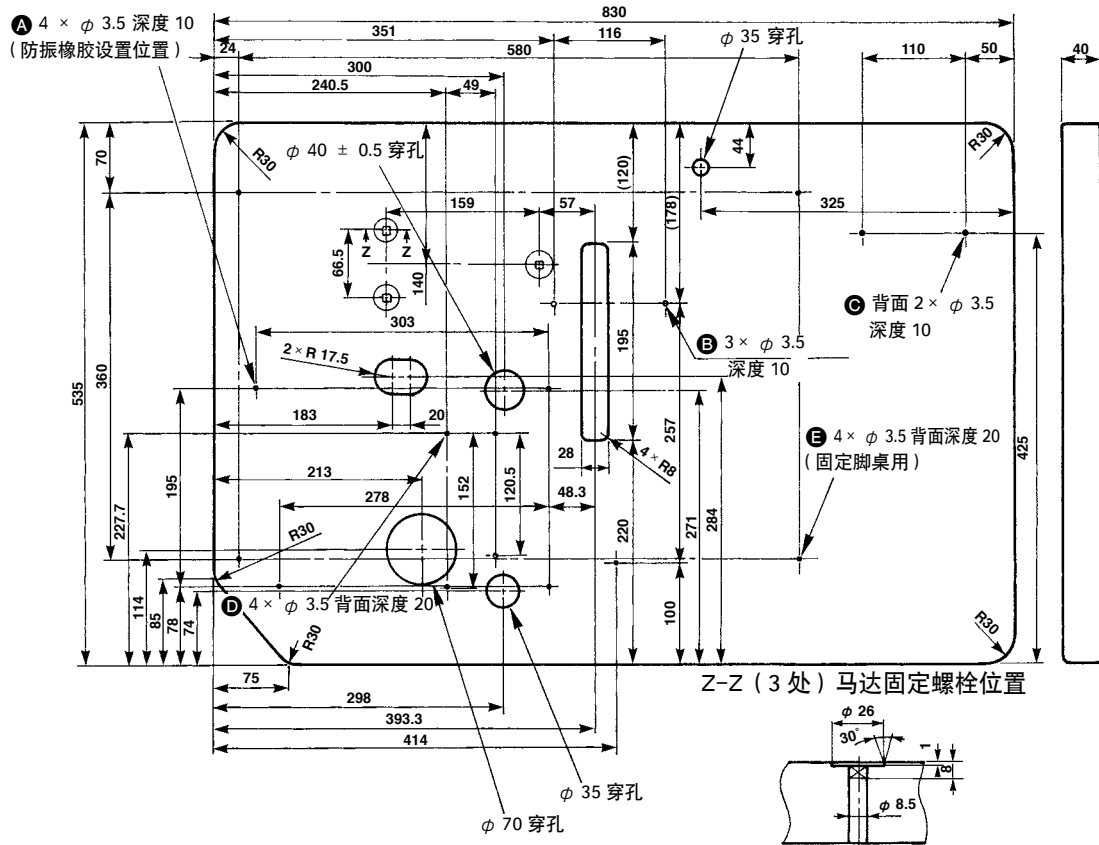 A 4 × φ 3.5 深度 10
(防振橡胶设置位置)
830
351
116
φ 35 穿孔
24
580
110
50
40
300
240.5
49
70
R30
φ 40 ± 0.5 穿孔
(120)
44
R30
159
57
(178)
325
Z
Z
66.5
140
C 背面 2 × φ 3.5
深度 10
303
195
B 3 × φ 3.5
深度 10
2 × R 17.5
535
360
183
20
257
E 4 × φ 3.5 背面深度 20
(固定脚桌用)
425
28
4 × R8
213
195
227.7
278
152
120.5
48.3
220
271
284
R30
114
85
78
74
D 4 × φ 3.5 背面深度 20
R30
100
R30
75
Z-Z (3 处) 马达固定螺栓位置
298
393.3
414
φ 26
30°
1
8
φ 8.5
φ 35 穿孔
φ 70 穿孔